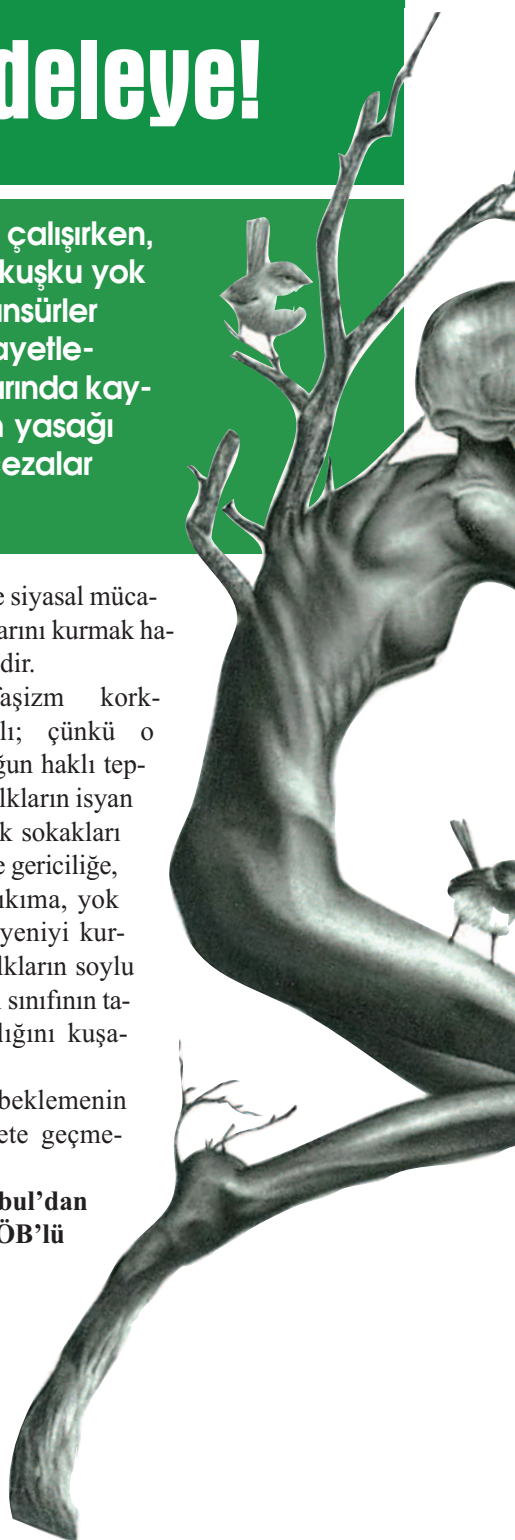 deleye!
çalışırken,
kuşku yok
ansürler
ayetle-
arında kay-
n yasağı
ezalar
e siyasal müca-
arını kurmak ha-
dir.
faşizm kork-
lı; çünkü o
ğun haklı tep-
lkların isyan
k sokakları
e gericiliğe,
ıkıma, yok
yeniyi kur-
lkların soylu
sınıfının ta-
lığını kuşa-
beklemenin
ete geçme-
bul’dan
ÖB’lü